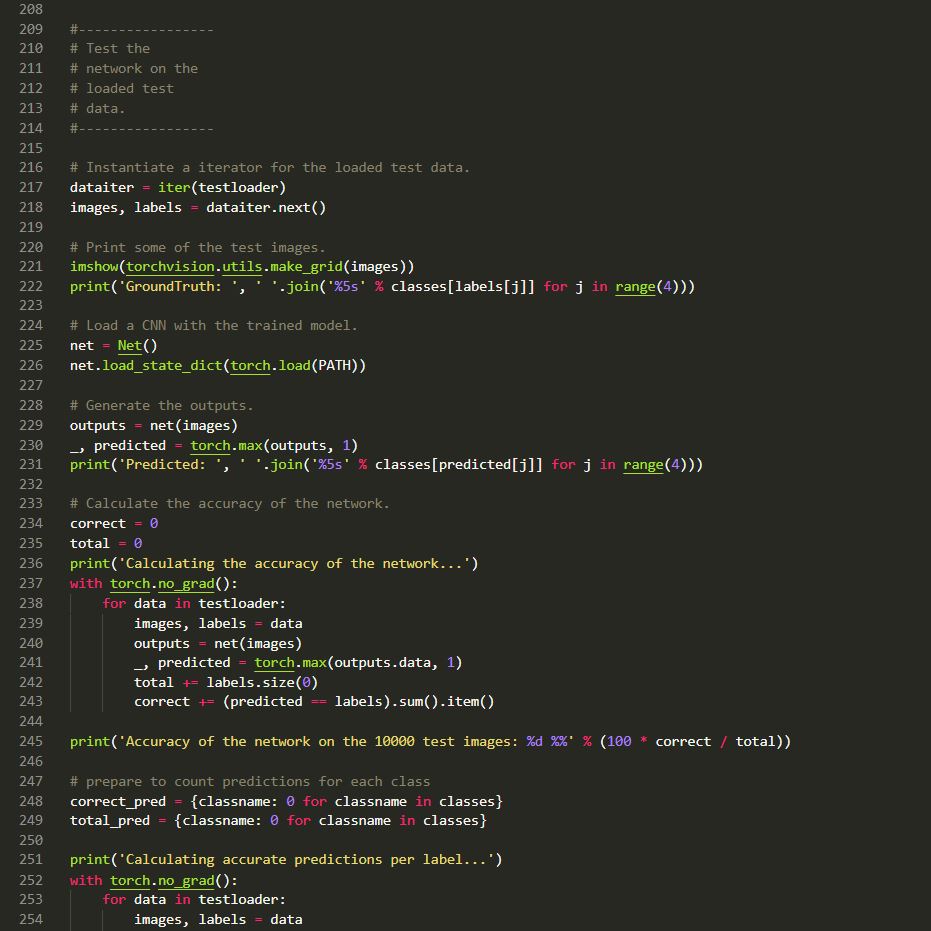 208
209 #-----------------
210 # Test the
211 # network on the
212 # loaded test
213 # data.
214 #-----------------
215
216 # Instantiate a iterator for the loaded test data.
217 dataiter = iter(testloader)
218 images, labels = dataiter.next()
219
220 # Print some of the test images.
221 imshow(torchvision.utils.make_grid(images))
222 print('GroundTruth: ', ' '.join('%5s' % classes[labels[j]] for j in range(4)))
223
224 # Load a CNN with the trained model.
225 net = Net()
226 net.load_state_dict(torch.load(PATH))
227
228 # Generate the outputs.
229 outputs = net(images)
230 _, predicted = torch.max(outputs, 1)
231 print('Predicted: ', ' '.join('%5s' % classes[predicted[j]] for j in range(4)))
232
233 # Calculate the accuracy of the network.
234 correct = 0
235 total = 0
236 print('Calculating the accuracy of the network...')
237 with torch.no_grad():
238     for data in testloader:
239         images, labels = data
240         outputs = net(images)
241         _, predicted = torch.max(outputs.data, 1)
242         total += labels.size(0)
243         correct += (predicted == labels).sum().item()
244
245 print('Accuracy of the network on the 10000 test images: %d %%' % (100 * correct / total))
246
247 # prepare to count predictions for each class
248 correct_pred = {classname: 0 for classname in classes}
249 total_pred = {classname: 0 for classname in classes}
250
251 print('Calculating accurate predictions per label...')
252 with torch.no_grad():
253     for data in testloader:
254         images, labels = data